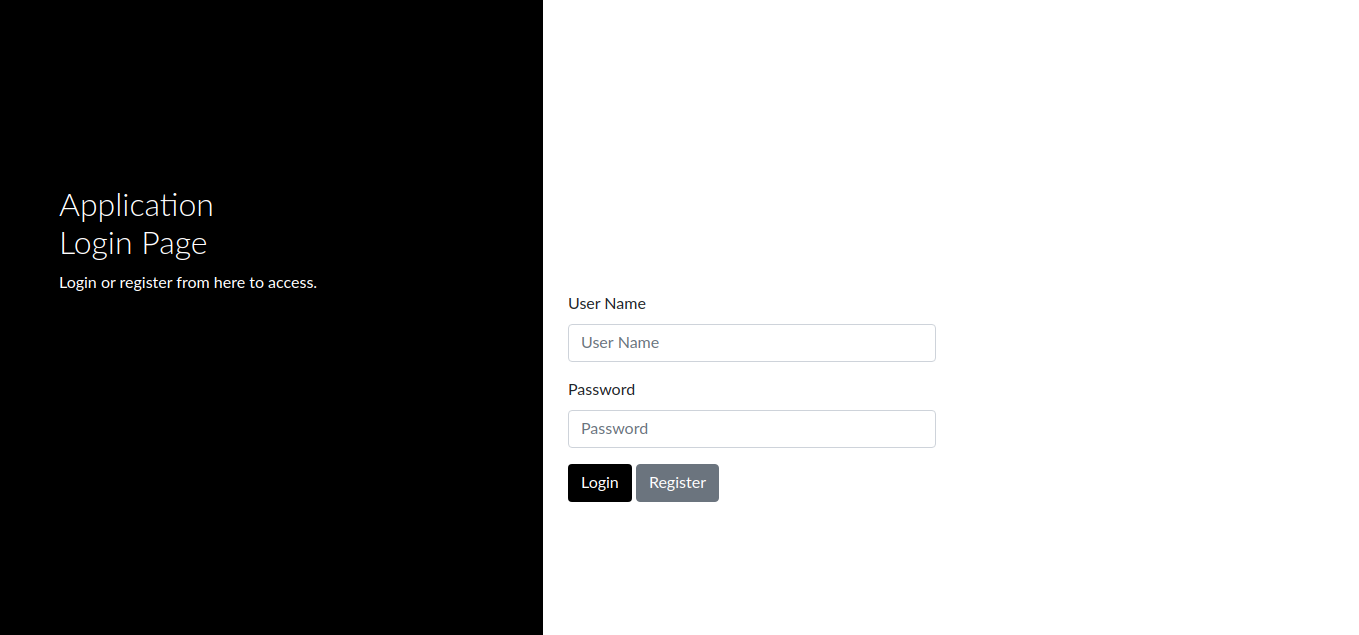 Application
Login Page
Login or register from here to access.
User Name
User Name
Password
Password
Login Register